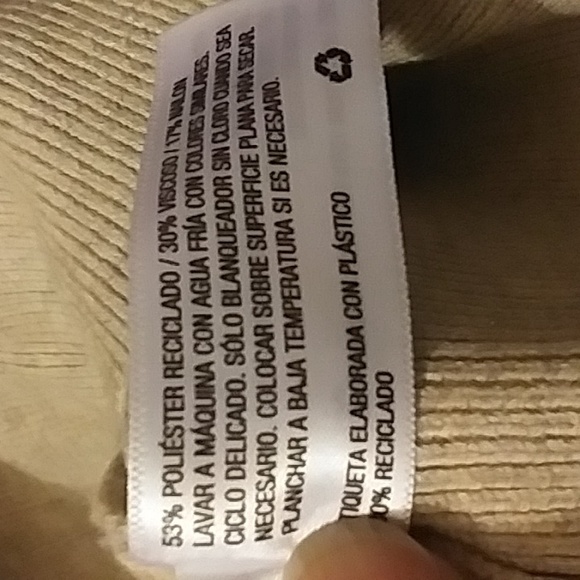 53% POLIÉSTER RECICLADO / 30% VISCOSO / 17% NAILON
LAVAR A MÁQUINA CON AGUA FRÍA CON COLORES SIMILARES.
CICLO DELICADO. SÓLO BLANQUEADOR SIN CLORO CUANDO SEA
NECESARIO. COLOCAR SOBRE SUPERFICIE PLANA PARA SECAR.
PLANCHAR A BAJA TEMPERATURA SI ES NECESARIO.
TIQUETA ELABORADA CON PLÁSTICO
0% RECICLADO